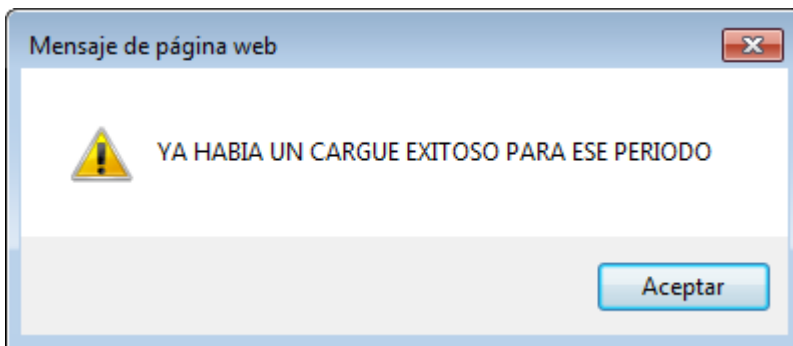 Mensaje de página web
YA HABIA UN CARGUE EXITOSO PARA ESE PERIODO
Aceptar